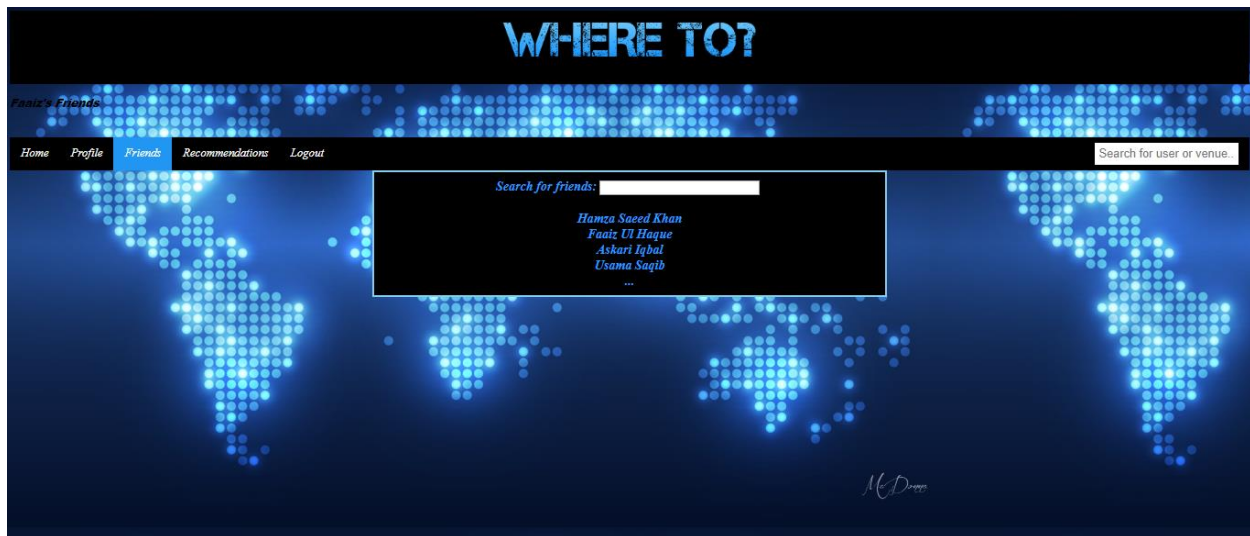 WHERE TO?
Faaiz's Friends
Home Profile Friends Recommendations Logout Search for user or venue..
Search for friends:
Hamza Saeed Khan
Faaiz Ul Haque
Askari Iqbal
Usama Saqib
...